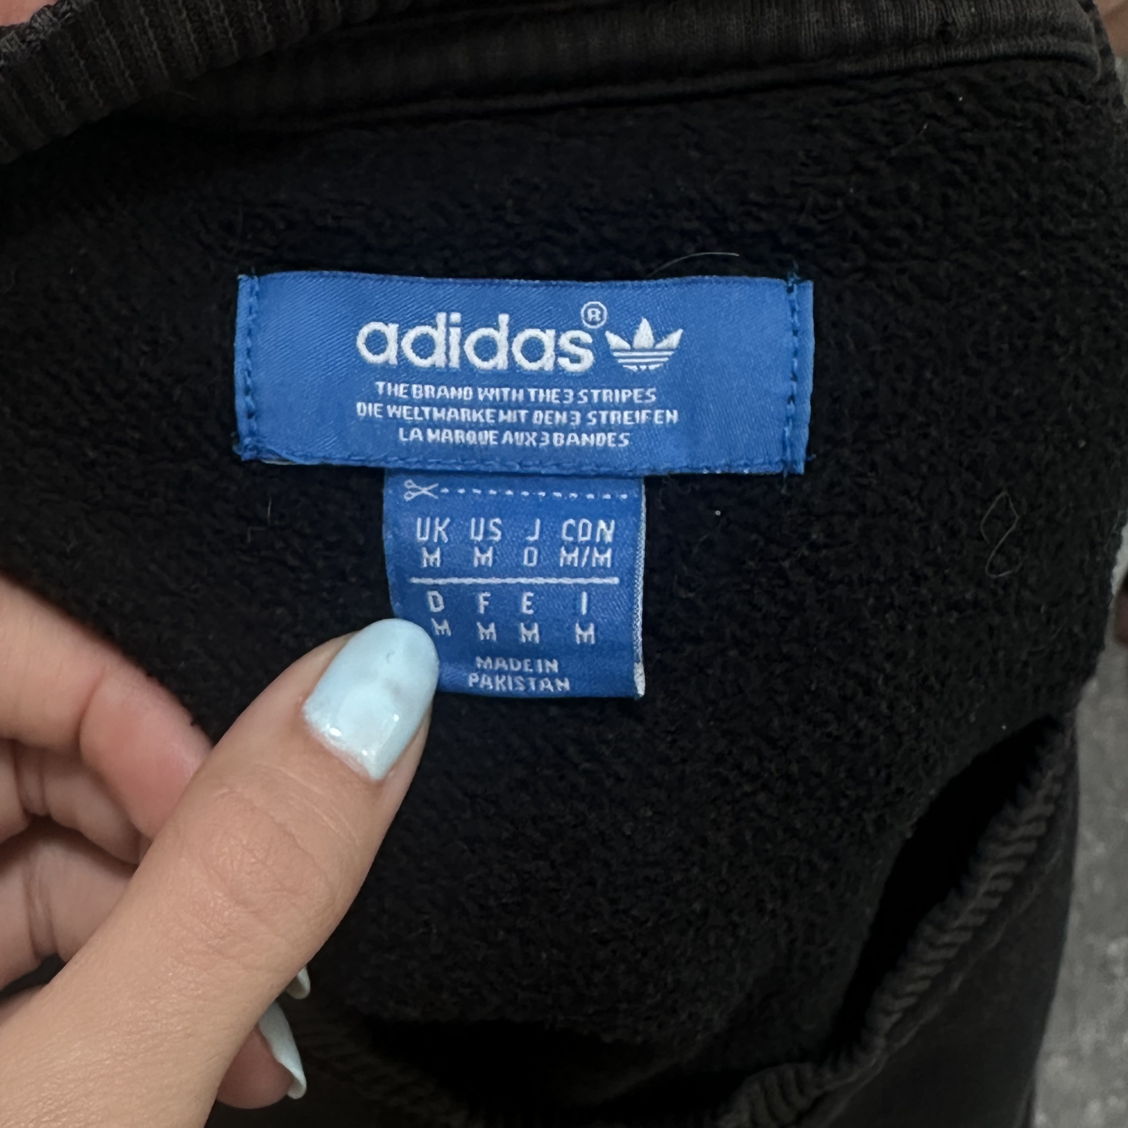 adidas®
THE BRAND WITH THE 3 STRIPES
DIE WELTMARKE MIT DEN 3 STREIFEN
LA MARQUE AUX 3 BANDES
UK US J CDN
M M O M/M
D F E I
M M M M
MADE IN
PAKISTAN